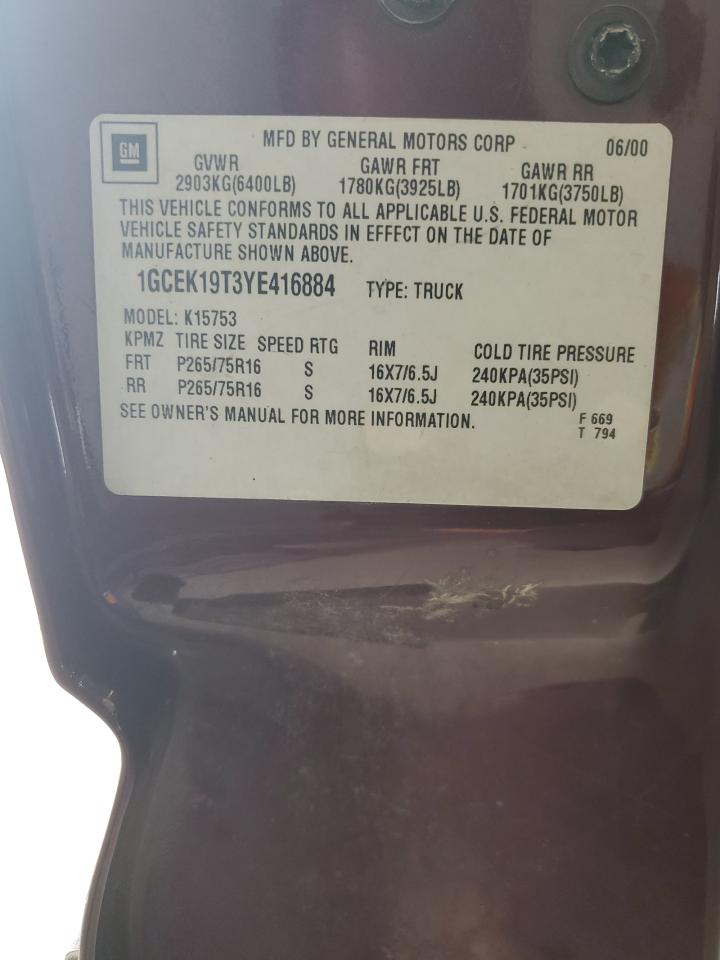 GM
MFD BY GENERAL MOTORS CORP 06/00
GVWR GAWR FRT GAWR RR
2903KG(6400LB) 1780KG(3925LB) 1701KG(3750LB)
THIS VEHICLE CONFORMS TO ALL APPLICABLE U.S. FEDERAL MOTOR
VEHICLE SAFETY STANDARDS IN EFFECT ON THE DATE OF
MANUFACTURE SHOWN ABOVE.
1GCEK19T3YE416884 TYPE: TRUCK
MODEL: K15753
KPMZ TIRE SIZE SPEED RTG RIM COLD TIRE PRESSURE
FRT P265/75R16 S 16X7/6.5J 240KPA(35PSI)
RR P265/75R16 S 16X7/6.5J 240KPA(35PSI)
SEE OWNER'S MANUAL FOR MORE INFORMATION. F 669
T 794